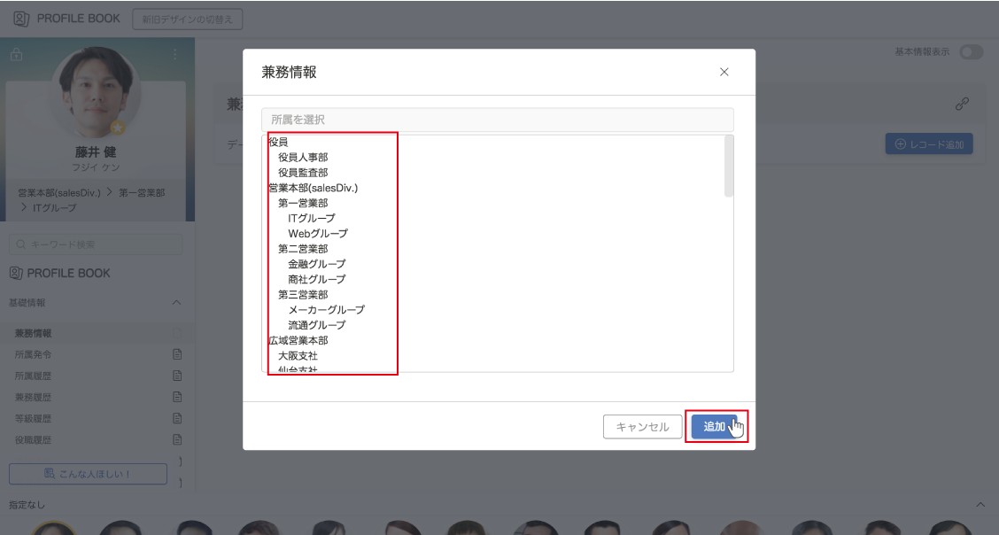 PROFILE BOOK
新旧デザインの切替え
基本情報表示
兼務情報
兼
所属を選択
デー
レコード追加
藤井 健
フジイ ケン
営業本部(salesDiv.) > 第一営業部
> ITグループ
役員
役員人事部
役員監査部
営業本部(salesDiv.)
第一営業部
ITグループ
Webグループ
第二営業部
金融グループ
商社グループ
第三営業部
メーカーグループ
流通グループ
広域営業本部
大阪支社
仙台支社
キャンセル
追加
キーワード検索
PROFILE BOOK
基礎情報
兼務情報
所属発令
所属履歴
兼務履歴
等級履歴
役職履歴
こんな人ほしい！
指定なし